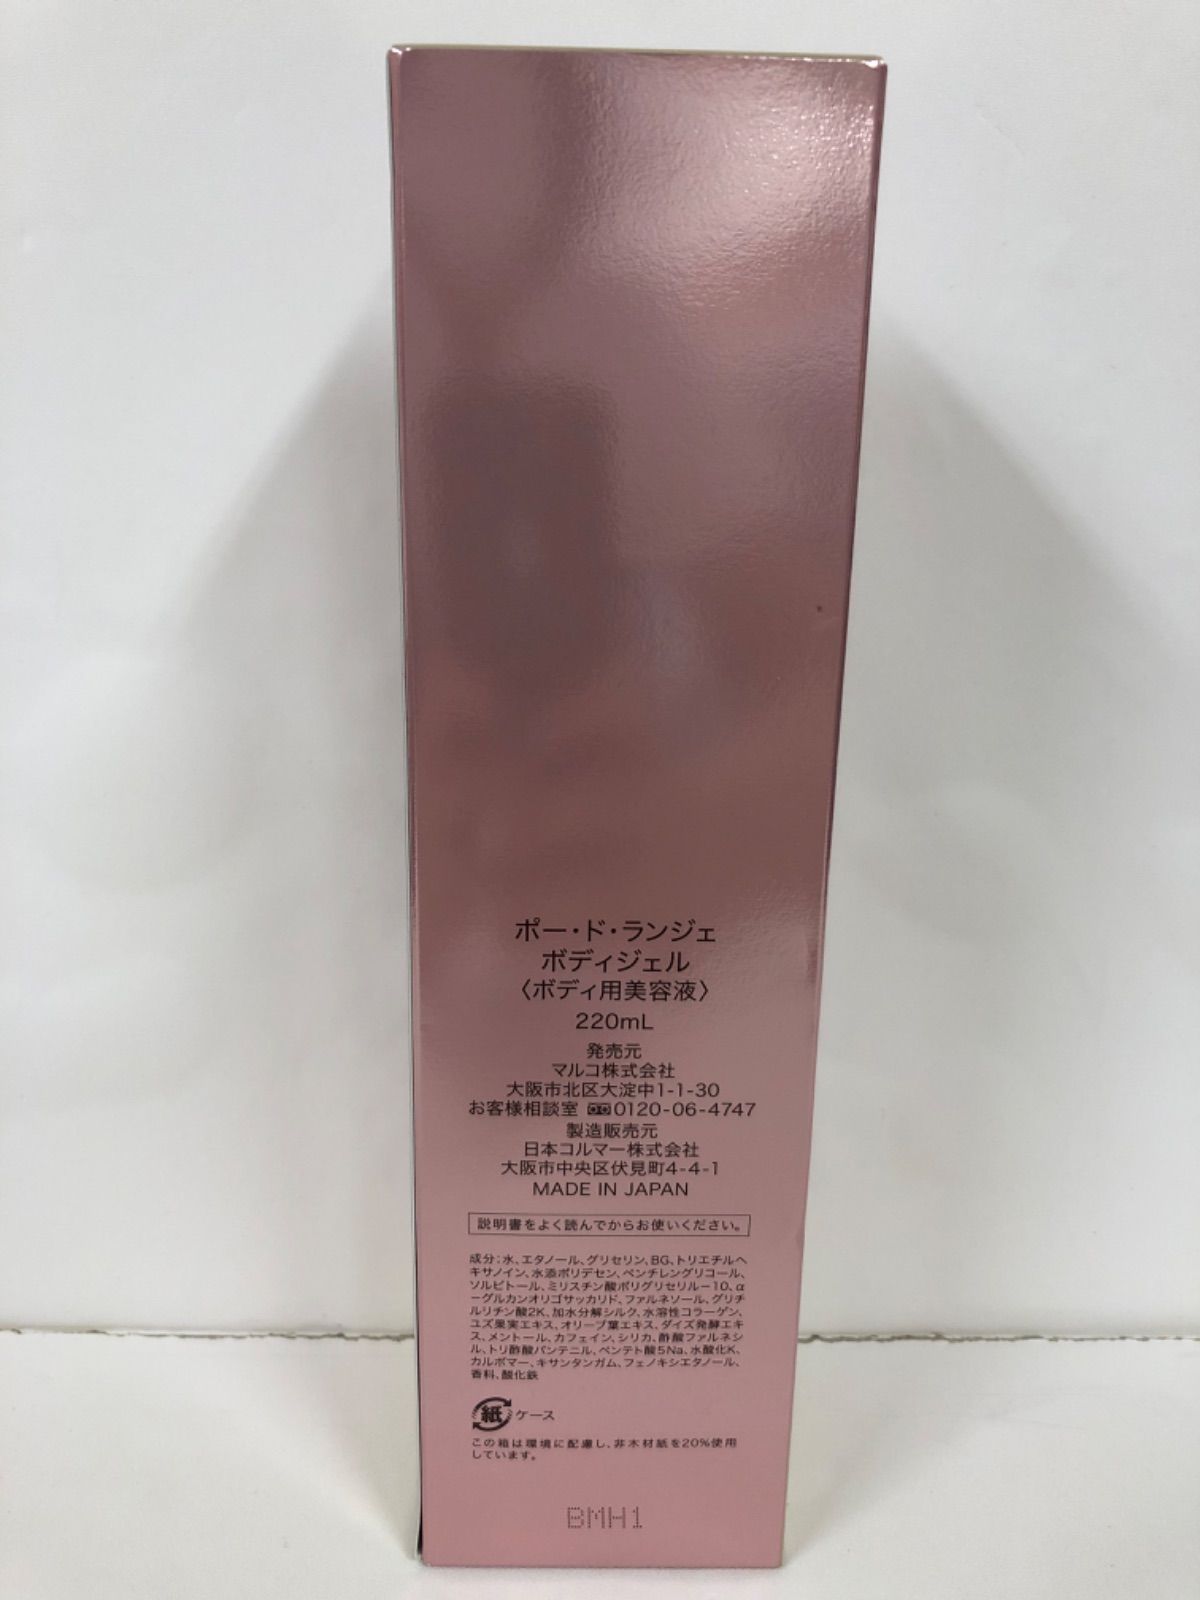 ポー・ド・ランジェ
ボディジェル
〈ボディ用美容液〉
220mL
発売元
マルコ株式会社
大阪市北区大淀中1-1-30
お客様相談室 0120-06-4747
製造販売元
日本コルマー株式会社
大阪市中央区伏見町4-4-1
MADE IN JAPAN
説明書をよく読んでからお使いください。
成分：水、エタノール、グリセリン、BG、トリエチルヘ
キサノイン、水添ポリデセン、ペンチレングリコール、
ソルビトール、ミリスチン酸ポリグリセリル－10、α
－グルカンオリゴサッカリド、ファルネソール、グリチ
ルリチン酸2K、加水分解シルク、水溶性コラーゲン、
ユズ果実エキス、オリーブ葉エキス、ダイズ発酵エキ
ス、メントール、カフェイン、シリカ、酢酸ファルネシ
ル、トリ酢酸パンテニル、ペンテト酸5Na、水酸化K、
カルボマー、キサンタンガム、フェノキシエタノール、
香料、酸化鉄
紙 ケース
この箱は環境に配慮し、非木材紙を20%使用
しています。
BMH1